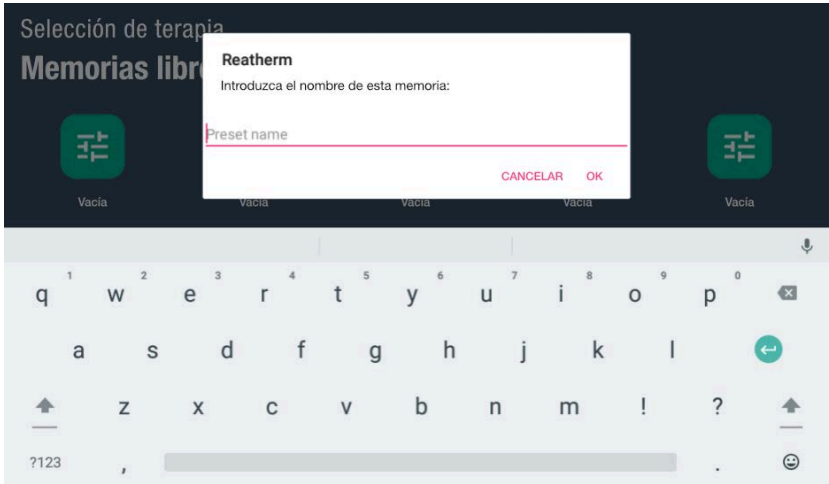 Selección de terapia
Memorias libr
Reatherm
Introduzca el nombre de esta memoria:
Preset name
CANCELAR OK
Vacía Vacía Vacía Vacía Vacía
q 1 w 2 e 3 r 4 t 5 y 6 u 7 i 8 o 9 p 0
a s d f g h j k l
z x c v b n m ! ?
?123 , .